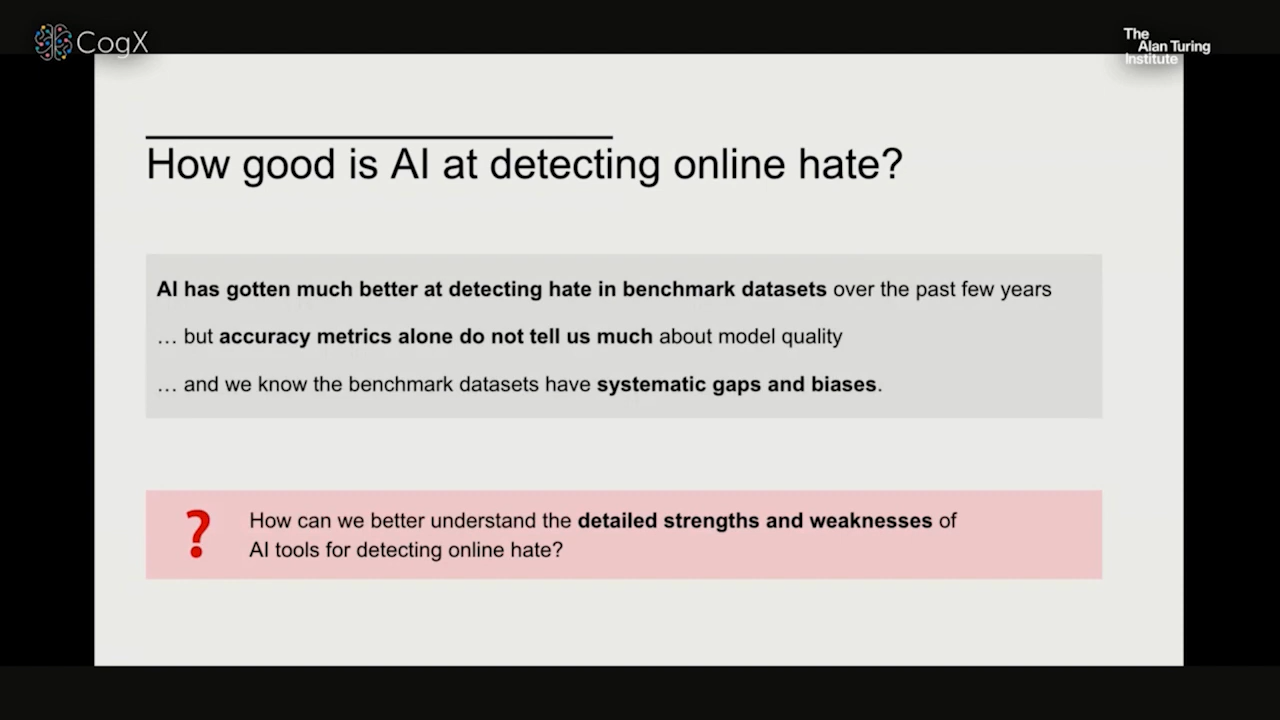 CogX
The
Alan Turing
Institute
How good is AI at detecting online hate?
AI has gotten much better at detecting hate in benchmark datasets over the past few years
… but accuracy metrics alone do not tell us much about model quality
… and we know the benchmark datasets have systematic gaps and biases.
?
How can we better understand the detailed strengths and weaknesses of
AI tools for detecting online hate?